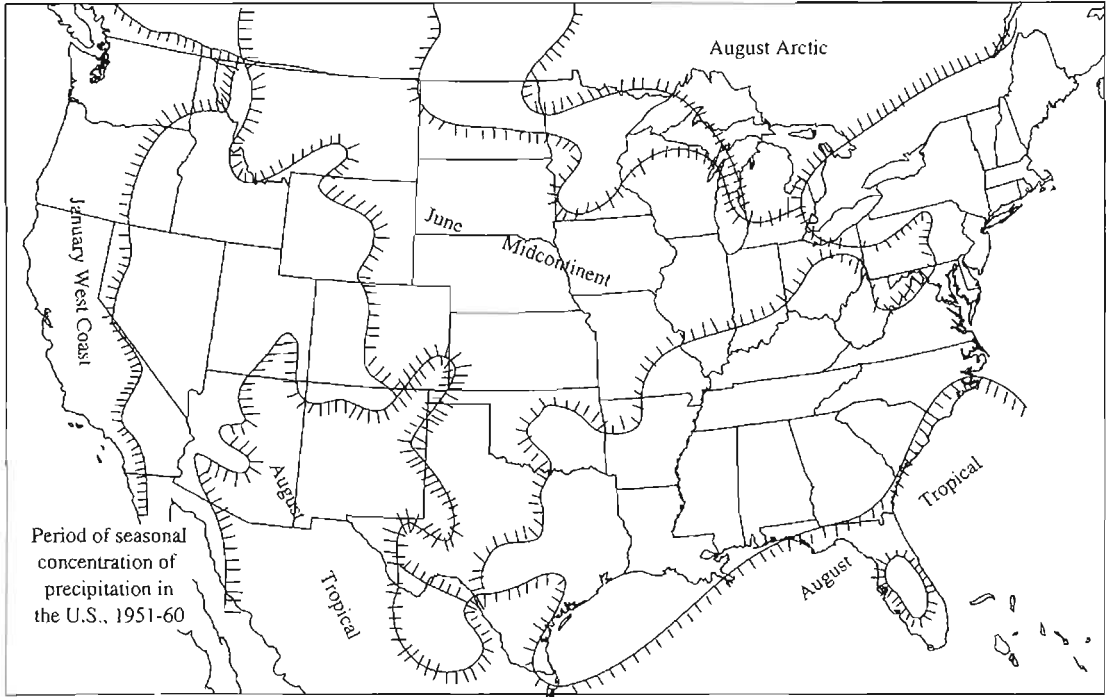 August Arctic
January West Coast
June
Midcontinent
August
Tropical
August
Tropical
Period of seasonal
concentration of
precipitation in
the U.S., 1951-60